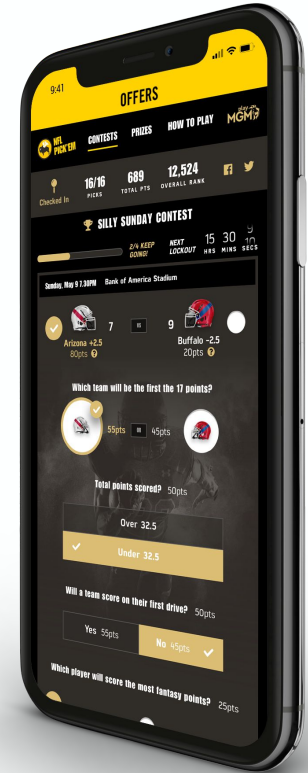 9:41
OFFERS
NFL PICK'EM CONTESTS PRIZES HOW TO PLAY play on MGM
Checked In
16/16 PICKS
689 TOTAL PTS
12,524 OVERALL RANK
SILLY SUNDAY CONTEST
2/4 KEEP GOING!
NEXT LOCKOUT
15 HRS 30 MINS 10 SECS
Sunday, May 9 7.30PM Bank of America Stadium
7 VS 9
Arizona +2.5 Buffalo -2.5
80pts ? 20pts ?
Which team will be the first the 17 points?
55pts VS 45pts
Total points scored? 50pts
Over 32.5
Under 32.5
Will a team score on their first drive? 50pts
Yes 55pts No 45pts
Which player will score the most fantasy points? 25pts